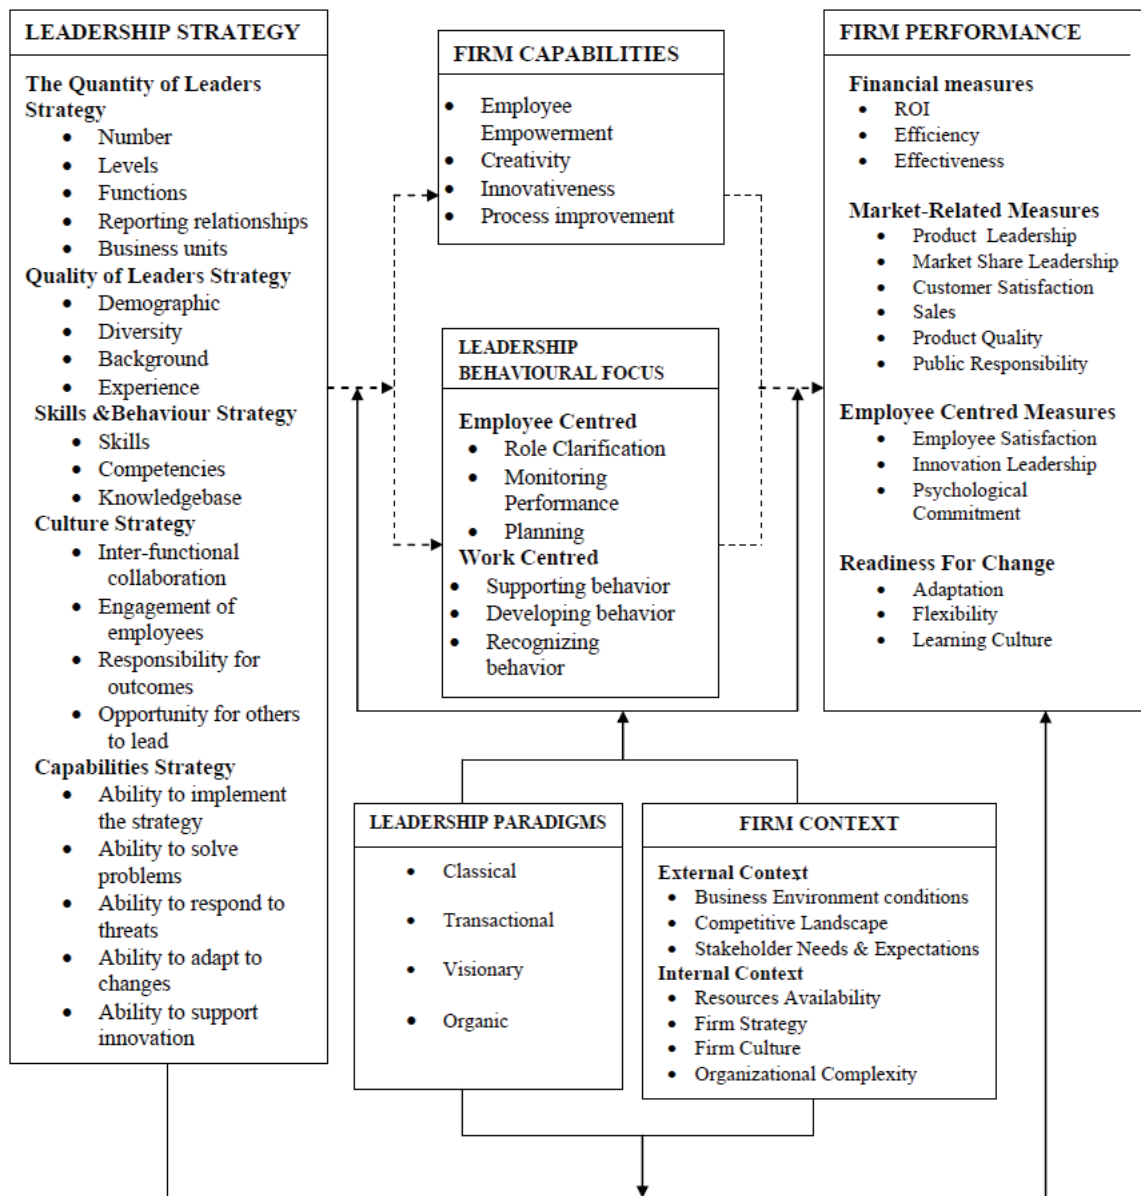 LEADERSHIP STRATEGY
The Quantity of Leaders
Strategy
• Number
• Levels
• Functions
• Reporting relationships
• Business units
Quality of Leaders Strategy
• Demographic
• Diversity
• Background
• Experience
Skills &Behaviour Strategy
• Skills
• Competencies
• Knowledgebase
Culture Strategy
• Inter-functional
collaboration
• Engagement of
employees
• Responsibility for
outcomes
• Opportunity for others
to lead
Capabilities Strategy
• Ability to implement
the strategy
• Ability to solve
problems
• Ability to respond to
threats
• Ability to adapt to
changes
• Ability to support
innovation
FIRM CAPABILITIES
• Employee
Empowerment
• Creativity
• Innovativeness
• Process improvement
LEADERSHIP
BEHAVIOURAL FOCUS
Employee Centred
• Role Clarification
• Monitoring
Performance
• Planning
Work Centred
• Supporting behavior
• Developing behavior
• Recognizing
behavior
LEADERSHIP PARADIGMS
• Classical
• Transactional
• Visionary
• Organic
FIRM CONTEXT
External Context
• Business Environment conditions
• Competitive Landscape
• Stakeholder Needs & Expectations
Internal Context
• Resources Availability
• Firm Strategy
• Firm Culture
• Organizational Complexity
FIRM PERFORMANCE
Financial measures
• ROI
• Efficiency
• Effectiveness
Market-Related Measures
• Product Leadership
• Market Share Leadership
• Customer Satisfaction
• Sales
• Product Quality
• Public Responsibility
Employee Centred Measures
• Employee Satisfaction
• Innovation Leadership
• Psychological
Commitment
Readiness For Change
• Adaptation
• Flexibility
• Learning Culture